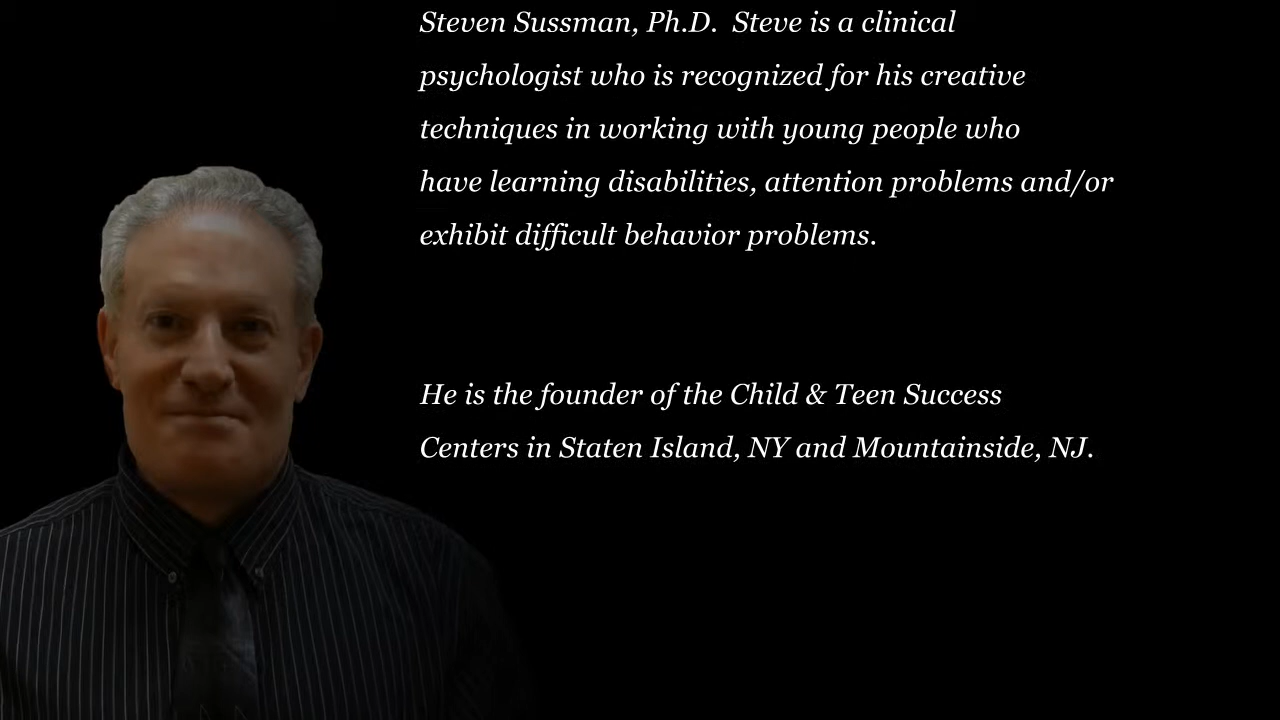 Steven Sussman, Ph.D.  Steve is a clinical
psychologist who is recognized for his creative
techniques in working with young people who
have learning disabilities, attention problems and/or
exhibit difficult behavior problems.
He is the founder of the Child & Teen Success
Centers in Staten Island, NY and Mountainside, NJ.